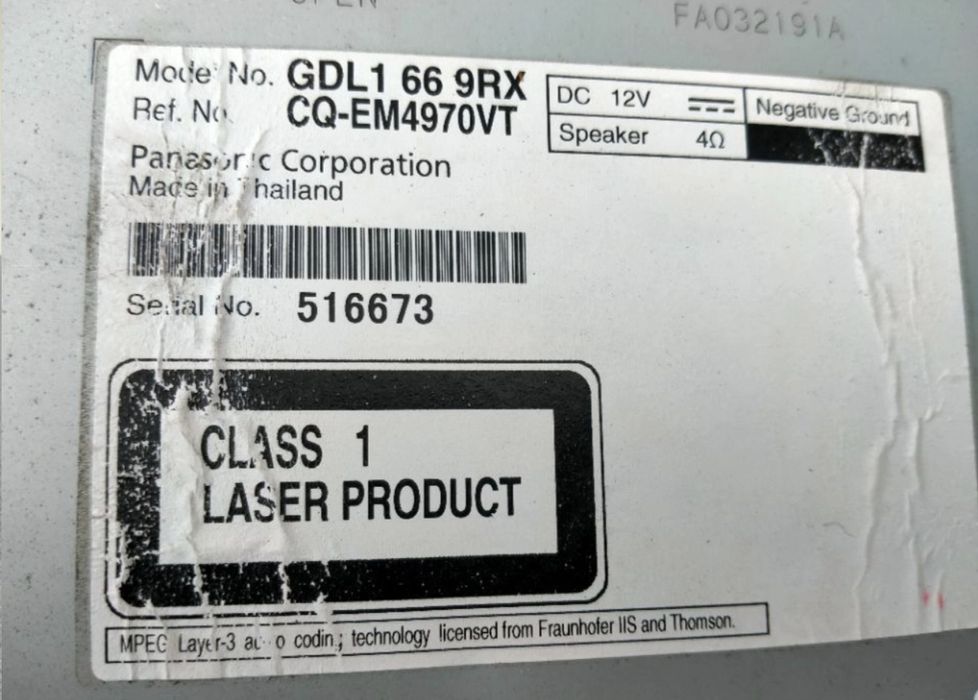 OPEN
FA032191A
Model No. GDL1 66 9RX
Ref. No. CQ-EM4970VT
DC 12V
Negative Ground
Speaker 4Ω
Panasonic Corporation
Made in Thailand
Serial No. 516673
CLASS 1
LASER PRODUCT
MPEG Layer-3 audio coding technology licensed from Fraunhofer IIS and Thomson.